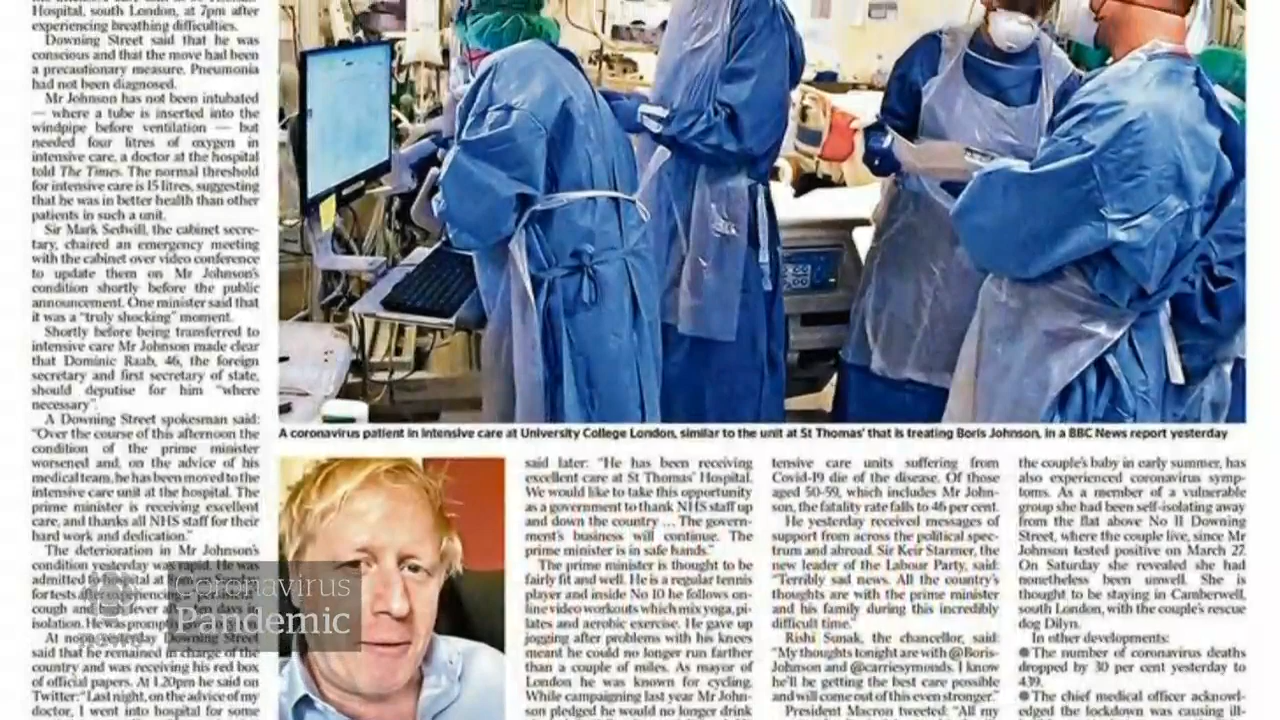 Hospital, south London, at 7pm after
experiencing breathing difficulties.
Downing Street said that he was
conscious and that the move had been
a precautionary measure. Pneumonia
had not been diagnosed.
Mr Johnson has not been intubated
— where a tube is inserted into the
windpipe before ventilation — but
needed four litres of oxygen in
intensive care, a doctor at the hospital
told The Times. The normal threshold
for intensive care is 15 litres, suggesting
that he was in better health than other
patients in such a unit.
Sir Mark Sedwill, the cabinet secre-
tary, chaired an emergency meeting
with the cabinet over video conference
to update them on Mr Johnson's
condition shortly before the public
announcement. One minister said that
it was a "truly shocking" moment.
Shortly before being transferred to
intensive care Mr Johnson made clear
that Dominic Raab, 46, the foreign
secretary and first secretary of state,
should deputise for him "where
necessary".
A Downing Street spokesman said:
"Over the course of this afternoon the
condition of the prime minister
worsened and, on the advice of his
medical team, he has been moved to the
intensive care unit at the hospital. The
prime minister is receiving excellent
care, and thanks all NHS staff for their
hard work and dedication."
The deterioration in Mr Johnson's
condition yesterday was rapid. He was
admitted
for tests after experiencing
cough and fever after days in
isolation. He was
At noon yesterday Downing Street
said that he remained in charge of the
country and was receiving his red box
of official papers. At 1.20pm he said on
Twitter: "Last night, on the advice of my
doctor, I went into hospital for some
A coronavirus patient in intensive care at University College London, similar to the unit at St Thomas' that is treating Boris Johnson, in a BBC News report yesterday
said later: "He has been receiving
excellent care at St Thomas' Hospital.
We would like to take this opportunity
as a government to thank NHS staff up
and down the country ... The govern-
ment's business will continue. The
prime minister is in safe hands."
The prime minister is thought to be
fairly fit and well. He is a regular tennis
player and inside No 10 he follows on-
line video workouts which mix yoga, pi-
lates and aerobic exercise. He gave up
jogging after problems with his knees
meant he could no longer run farther
than a couple of miles. As mayor of
London he was known for cycling.
While campaigning last year Mr John-
son pledged he would no longer drink
tensive care units suffering from
Covid-19 die of the disease. Of those
aged 50-59, which includes Mr John-
son, the fatality rate falls to 46 per cent.
He yesterday received messages of
support from across the political spec-
trum and abroad. Sir Keir Starmer, the
new leader of the Labour Party, said:
"Terribly sad news. All the country's
thoughts are with the prime minister
and his family during this incredibly
difficult time."
Rishi Sunak, the chancellor, said:
"My thoughts tonight are with @Boris-
Johnson and @carriesymonds. I know
he'll be getting the best care possible
and will come out of this even stronger."
President Macron tweeted: "All my
the couple's baby in early summer, has
also experienced coronavirus symp-
toms. As a member of a vulnerable
group she had been self-isolating away
from the flat above No 11 Downing
Street, where the couple live, since Mr
Johnson tested positive on March 27.
On Saturday she revealed she had
nonetheless been unwell. She is
thought to be staying in Camberwell,
south London, with the couple's rescue
dog Dilyn.
In other developments:
● The number of coronavirus deaths
dropped by 30 per cent yesterday to
439.
● The chief medical officer acknowl-
edged the lockdown was causing ill-
Coronavirus
Pandemic
news